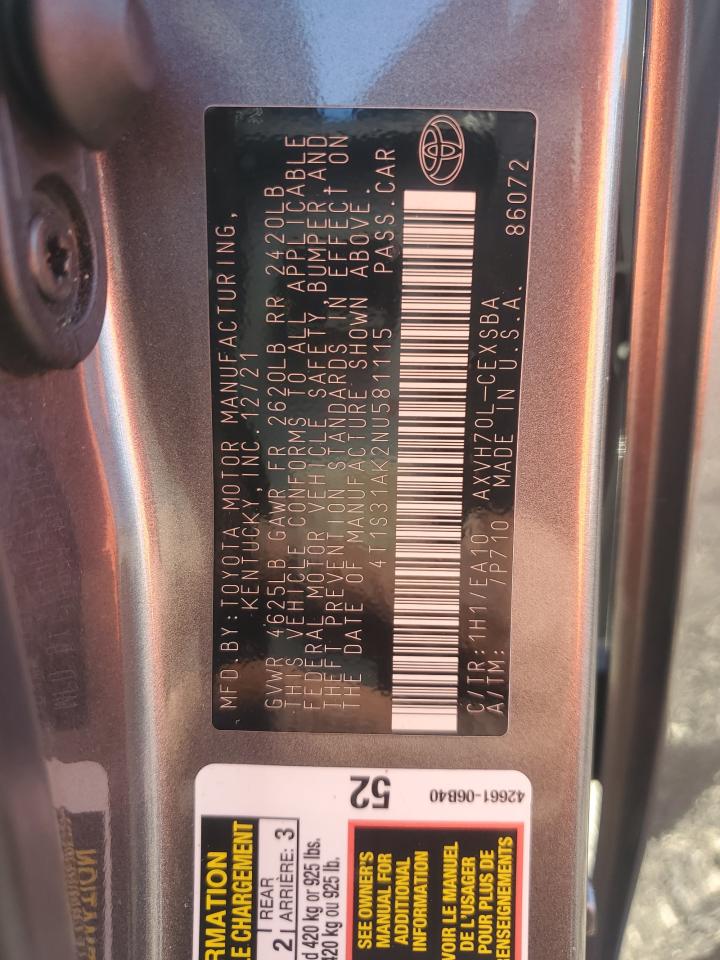 MFD BY:TOYOTA MOTOR MANUFACTURING,
KENTUCKY, INC. 12/21
GVWR 4625LB GAWR FR 2620LB RR 2420LB
THIS VEHICLE CONFORMS TO ALL APPLICABLE
FEDERAL MOTOR VEHICLE SAFETY, BUMPER, AND
THEFT PREVENTION STANDARDS IN EFFECT ON
THE DATE OF MANUFACTURE SHOWN ABOVE.
4T1S31AK2NU581115 PASS.CAR
C/TR:1H1/EA10 AXVH70L-CEXSBA 86072
A/TM: /P710 MADE IN U.S.A.
52
42661-06B40
RMATION
E CHARGEMENT
2 REAR 3
ARRIÈRE:
d 420 kg or 925 lbs.
420 kg ou 925 lb.
SEE OWNER'S
MANUAL FOR
ADDITIONAL
INFORMATION
VOIR LE MANUEL
DE L'USAGER
POUR PLUS DE
RENSEIGNEMENTS